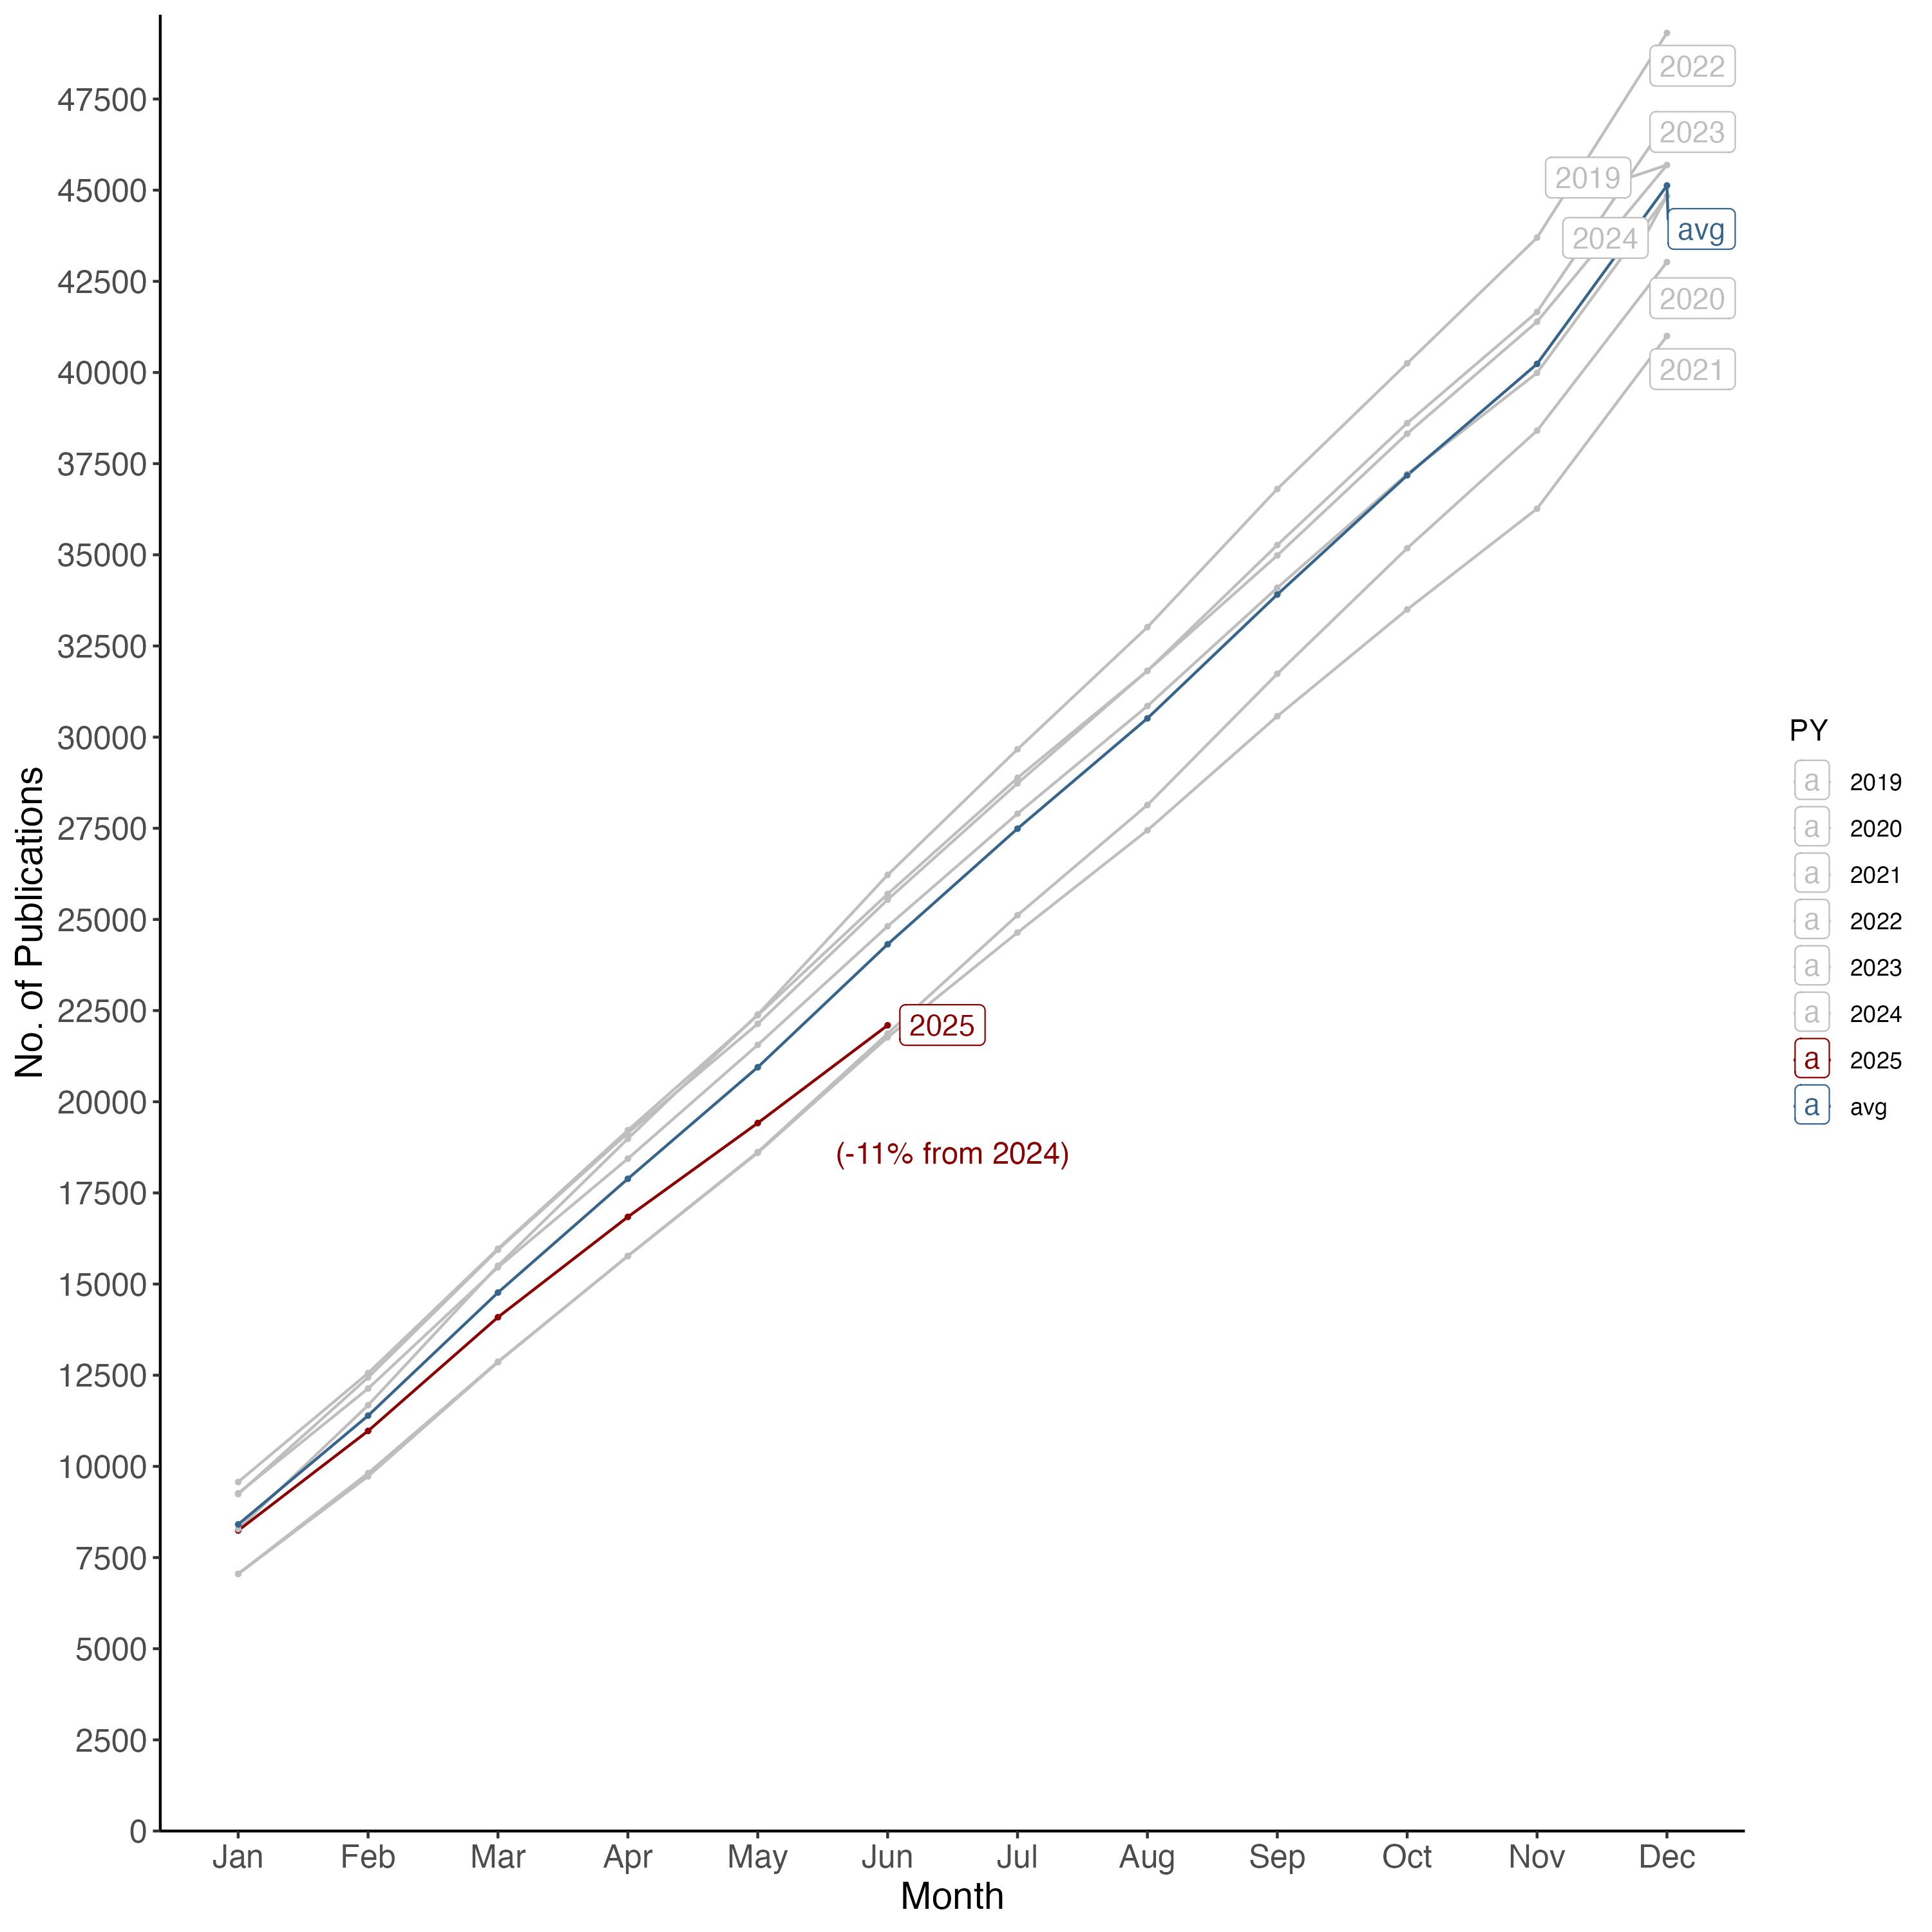 No. of Publications
47500
45000
42500
40000
37500
35000
32500
30000
27500
25000
22500
20000
17500
15000
12500
10000
7500
5000
2500
0
2022
2023
2019
2024
avg
2020
2021
2025
(-11% from 2024)
Jan Feb Mar Apr May Jun Jul Aug Sep Oct Nov Dec
Month
PY
a 2019
a 2020
a 2021
a 2022
a 2023
a 2024
a 2025
a avg